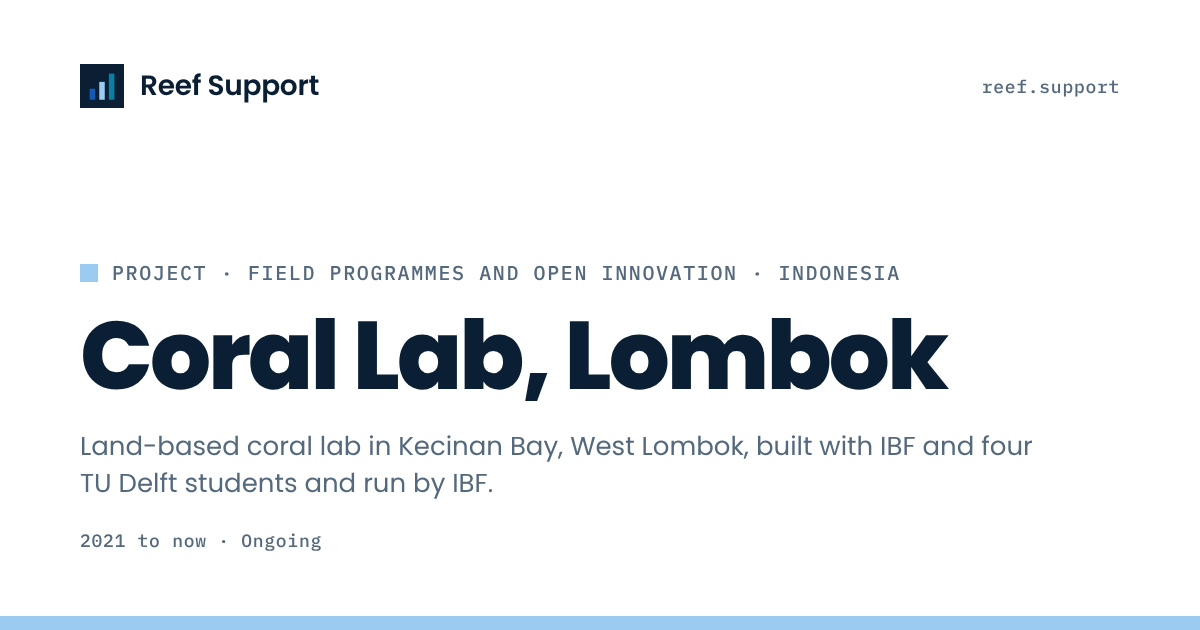 Reef Support
reef.support
PROJECT · FIELD PROGRAMMES AND OPEN INNOVATION · INDONESIA
Coral Lab, Lombok
Land-based coral lab in Kecinan Bay, West Lombok, built with IBF and four
TU Delft students and run by IBF.
2021 to now · Ongoing